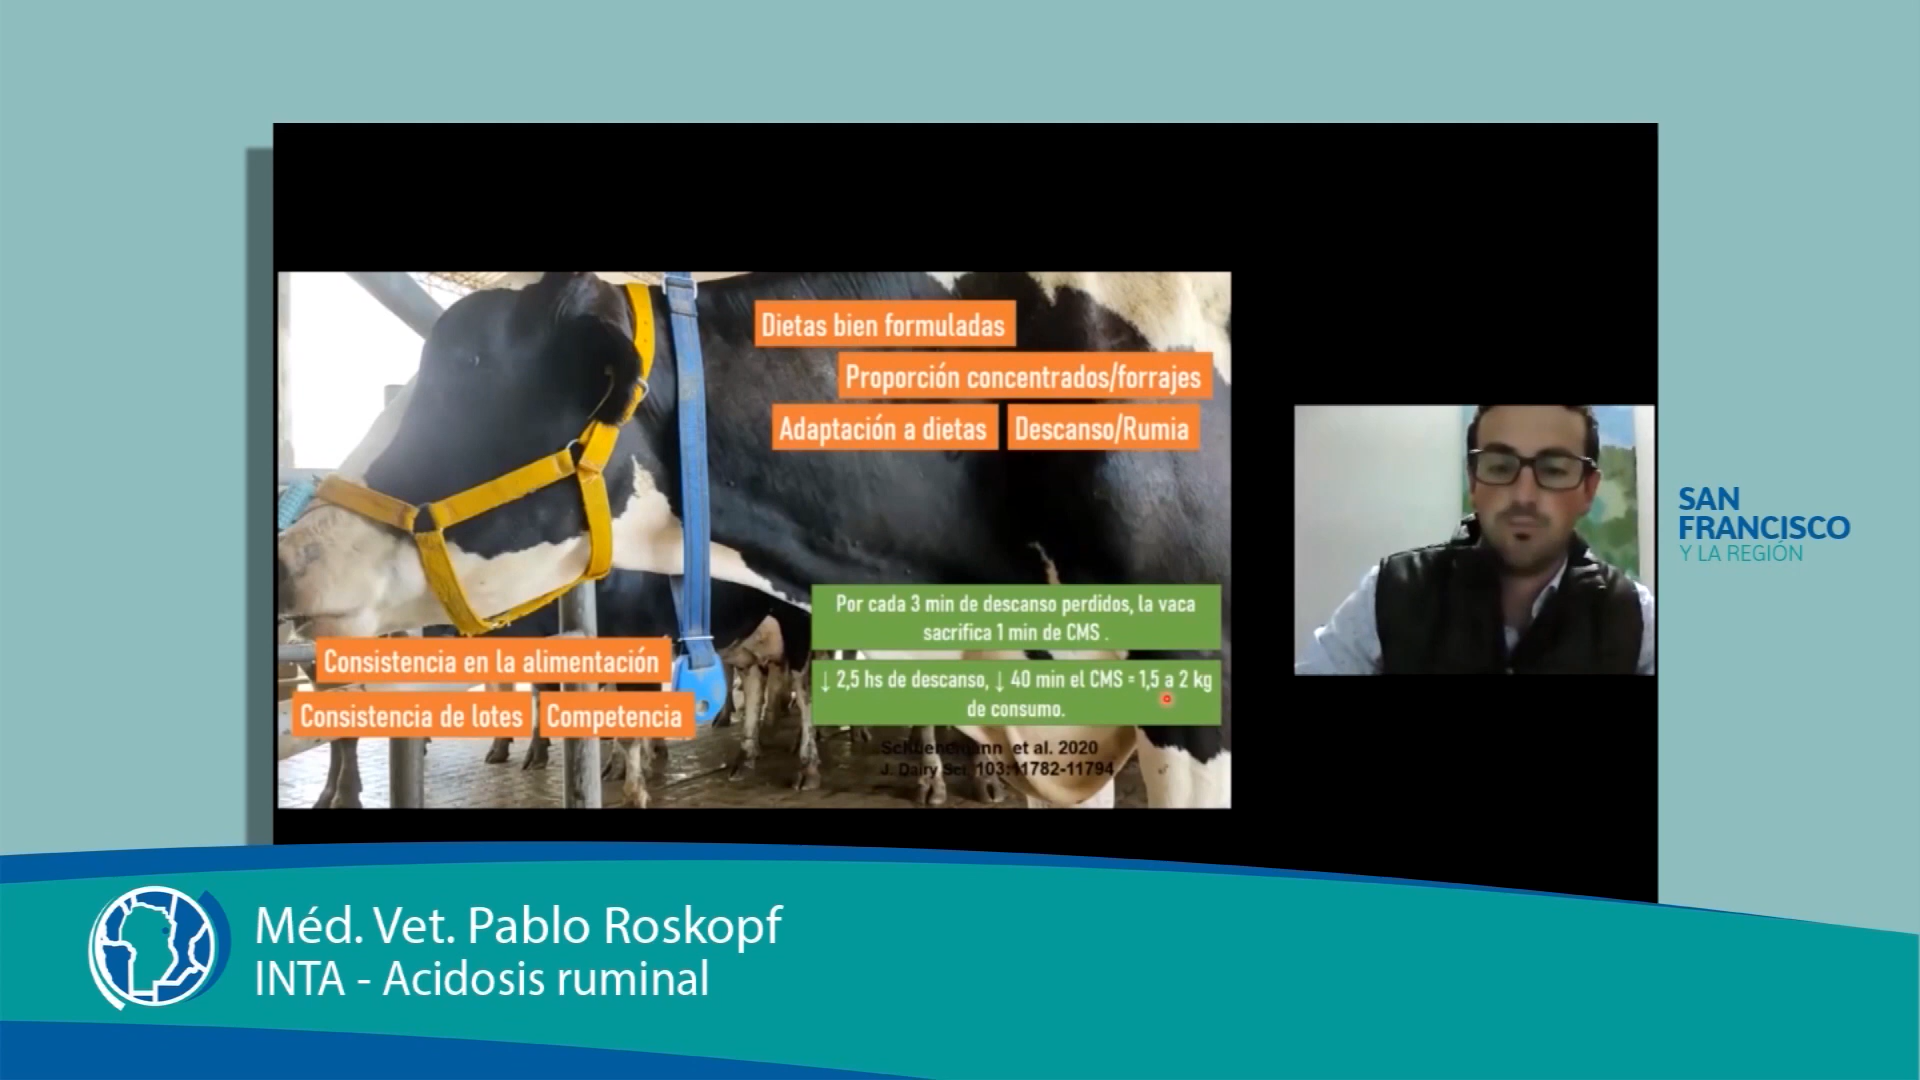 Dietas bien formuladas
Proporción concentrados/forrajes
Adaptación a dietas
Descanso/Rumia
Por cada 3 min de descanso perdidos, la vaca
sacrifica 1 min de CMS .
↓ 2,5 hs de descanso, ↓ 40 min el CMS = 1,5 a 2 kg
de consumo.
Consistencia en la alimentación
Consistencia de lotes
Competencia
Schuenemann et al. 2020
J. Dairy Sci. 103:11782-11794
SAN
FRANCISCO
Y LA REGIÓN
Méd. Vet. Pablo Roskopf
INTA - Acidosis ruminal